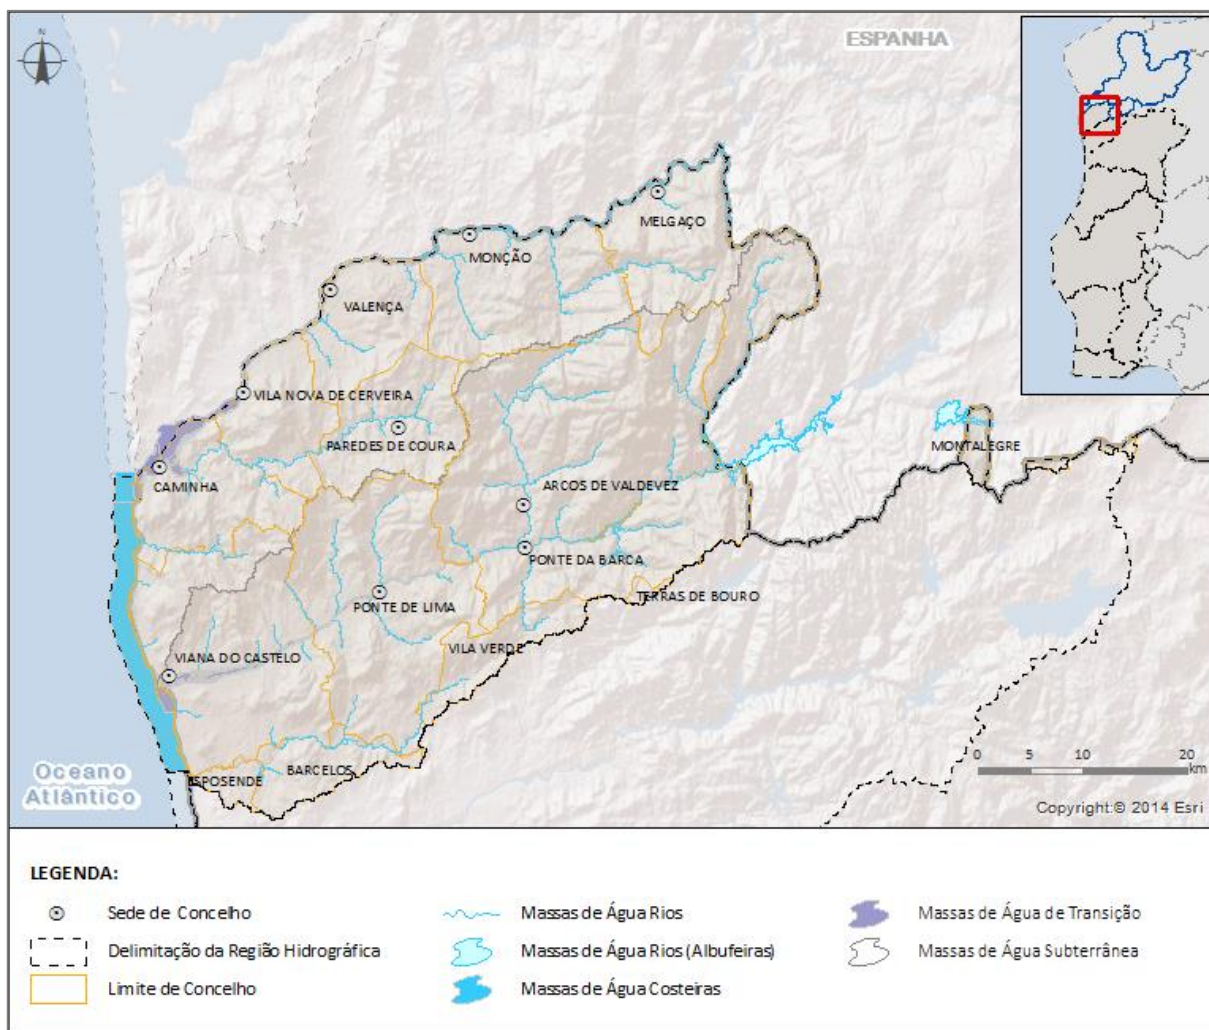 ESPANHA
N
MELGAÇO
MONÇÃO
VALENÇA
VILA NOVA DE CERVEIRA
PAREDES DE COURA
MONTALEGRE
CAMINHA
ARCOS DE VALDEVEZ
PONTE DA BARCA
TERRAS DE BOURO
PONTE DE LIMA
VILA VERDE
VIANA DO CASTELO
BARCELOS
ESPOSENDE
Oceano
Atlântico
0 5 10 20
km
Copyright:© 2014 Esri
LEGENDA:
Sede de Concelho
Delimitação da Região Hidrográfica
Limite de Concelho
Massas de Água Rios
Massas de Água Rios (Albufeiras)
Massas de Água Costeiras
Massas de Água de Transição
Massas de Água Subterrânea